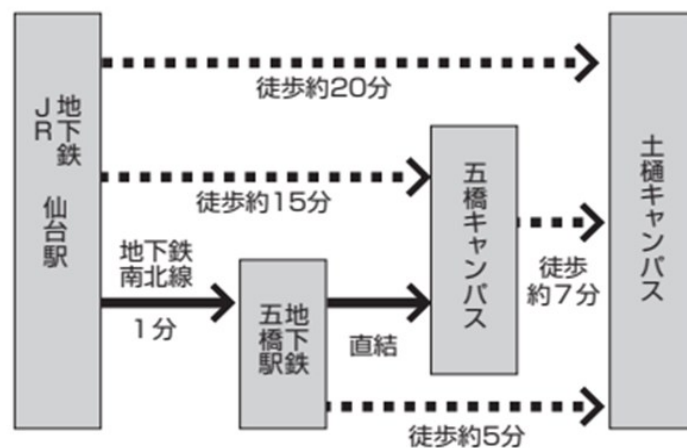 地下鉄
JR
仙台駅
徒歩約20分
徒歩約15分
地下鉄
南北線
1分
地下鉄
五橋駅
直結
五橋キャンパス
徒歩
約7分
徒歩約5分
土樋キャンパス